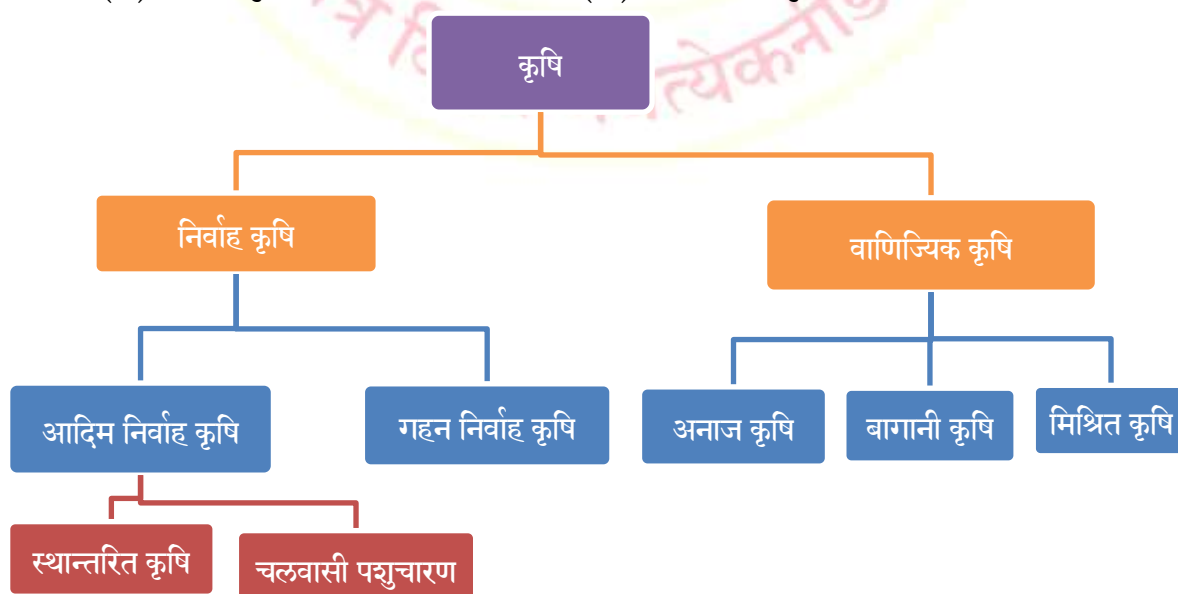 कृषि
निर्वाह कृषि
वाणिज्यिक कृषि
आदिम निर्वाह कृषि
गहन निर्वाह कृषि
अनाज कृषि
बागानी कृषि
मिश्रित कृषि
स्थान्तरित कृषि
चलवासी पशुचारण